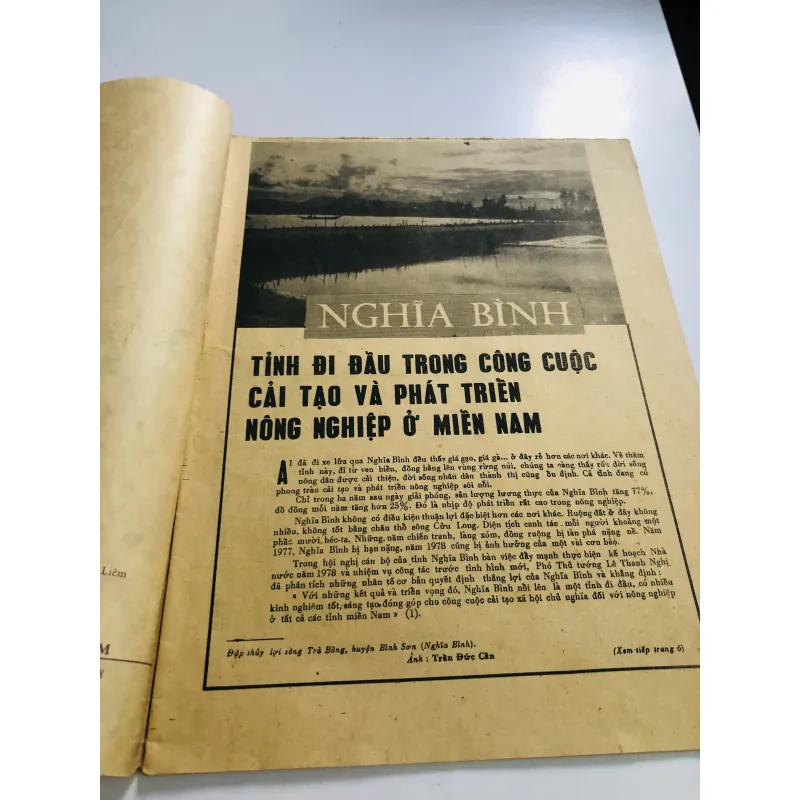 Liêm
M
8
NGHĨA BÌNH
TỈNH ĐI ĐẦU TRONG CÔNG CUỘC
CẢI TẠO VÀ PHÁT TRIỂN
NÔNG NGHIỆP Ở MIỀN NAM
AI đã đi xe lửa qua Nghĩa Bình đều thấy giá gạo, giá gà... ở đây rẻ hơn các nơi khác. Về thăm
tỉnh này, đi từ ven biển, đồng bằng lên vùng rừng núi, chúng ta càng thấy rõ: đời sống
nông dân được cải thiện, đời sống nhân dân thành thị cũng ổn định. Cả tỉnh đang có
phong trào cải tạo và phát triển nông nghiệp sôi nổi.
Chỉ trong ba năm sau ngày giải phóng, sản lượng lương thực của Nghĩa Bình tăng 77%,
đồ đồng mỗi năm tăng hơn 25%. Đó là nhịp độ phát triển rất cao trong nông nghiệp.
Nghĩa Bình không có điều kiện thuận lợi đặc biệt hơn các nơi khác. Ruộng đất ở đây không
nhiều, không tốt bằng châu thổ sông Cửu Long. Diện tích canh tác mỗi người khoảng một
phần mười héc-ta. Những năm chiến tranh, làng xóm, đồng ruộng bị tàn phá nặng nề. Năm
1977, Nghĩa Bình bị hạn nặng, năm 1978 cũng bị ảnh hưởng của một vài cơn bão.
Trong hội nghị cán bộ của tỉnh Nghĩa Bình bàn việc đẩy mạnh thực hiện kế hoạch Nhà
nước năm 1978 và nhiệm vụ công tác trước tình hình mới, Phó Thủ tướng Lê Thanh Nghị
đã phân tích những nhân tố cơ bản quyết định thắng lợi của Nghĩa Bình và khẳng định:
« Với những kết quả và triển vọng đó, Nghĩa Bình nổi lên là một tỉnh đi đầu, có nhiều
kinh nghiệm tốt, sáng tạo, đóng góp cho công cuộc cải tạo xã hội chủ nghĩa đối với nông nghiệp
ở tất cả các tỉnh miền Nam » (1).
Đập thủy lợi sông Trà Bồng, huyện Bình Sơn (Nghĩa Bình).
Ảnh : Trần Đức Cân
(Xem tiếp trang 6)